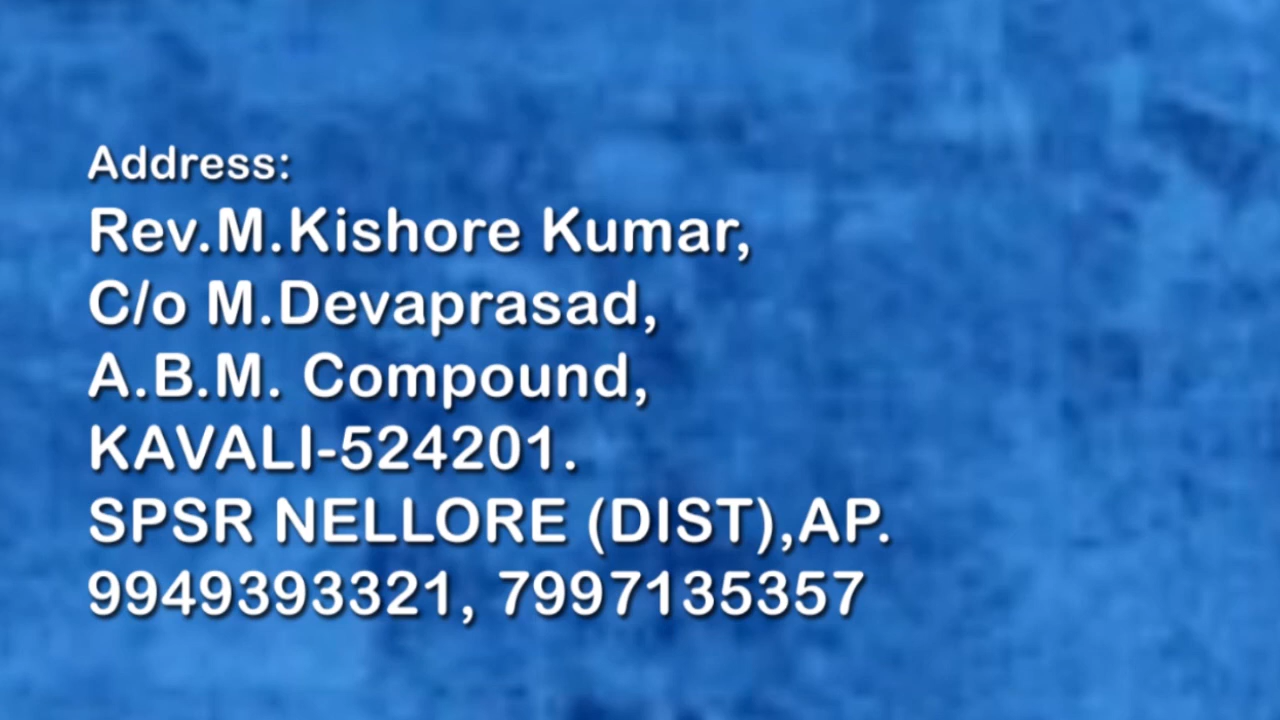 Address:
Rev.M.Kishore Kumar,
C/o M.Devaprasad,
A.B.M. Compound,
KAVALI-524201.
SPSR NELLORE (DIST),AP.
9949393321, 7997135357